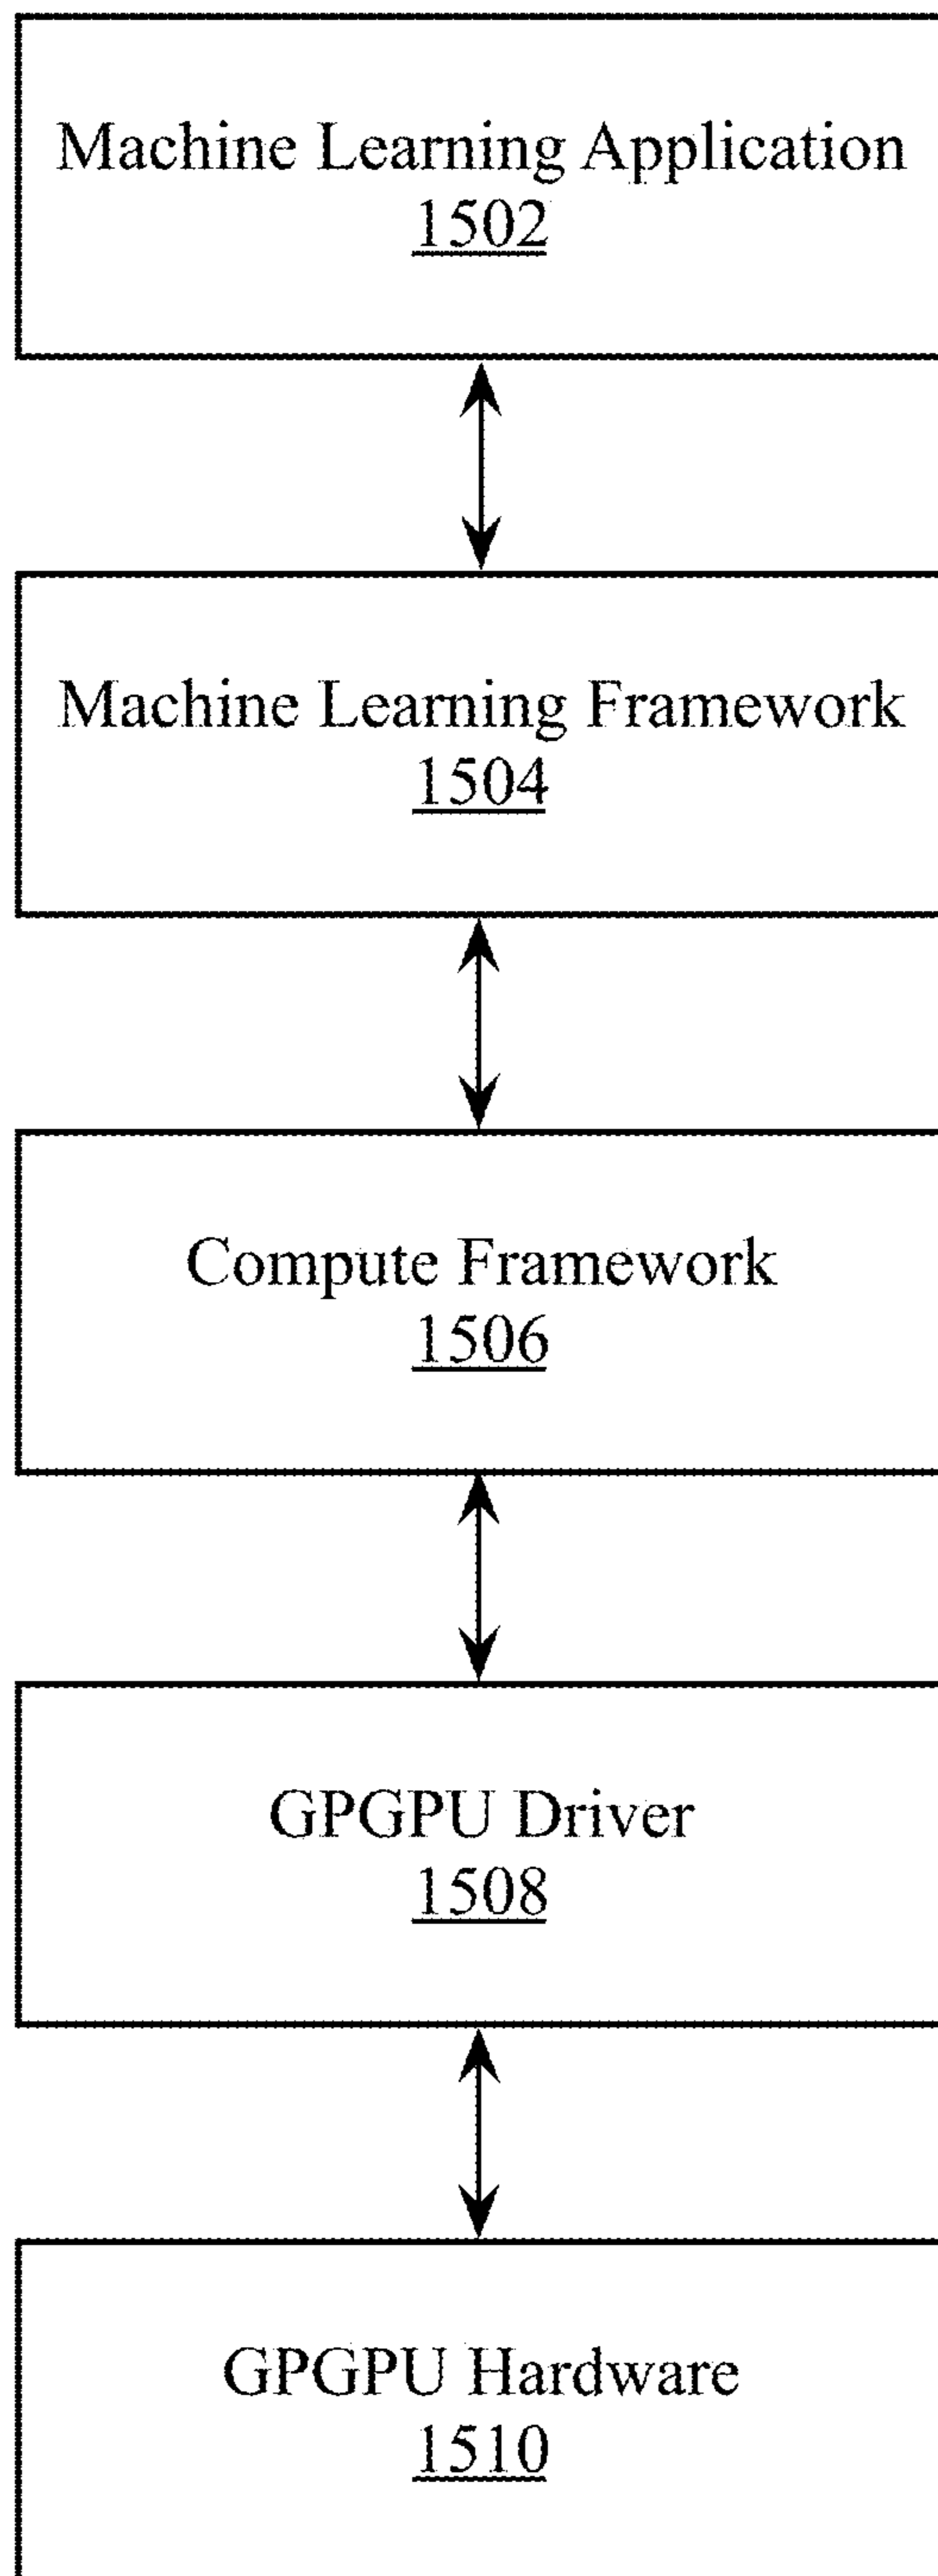 Machine Learning Application
1502
Machine Learning Framework
1504
Compute Framework
1506
GPGPU Driver
1508
GPGPU Hardware
1510